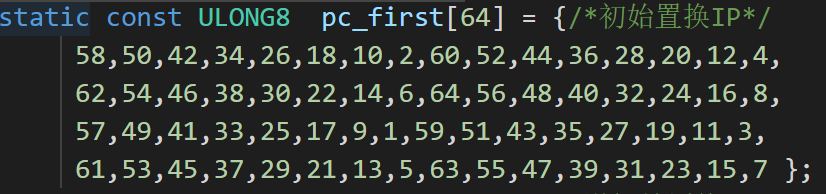 static const ULONG8  pc_first[64] = {/*初始置换IP*/
58,50,42,34,26,18,10,2,60,52,44,36,28,20,12,4,
62,54,46,38,30,22,14,6,64,56,48,40,32,24,16,8,
57,49,41,33,25,17,9,1,59,51,43,35,27,19,11,3,
61,53,45,37,29,21,13,5,63,55,47,39,31,23,15,7 };